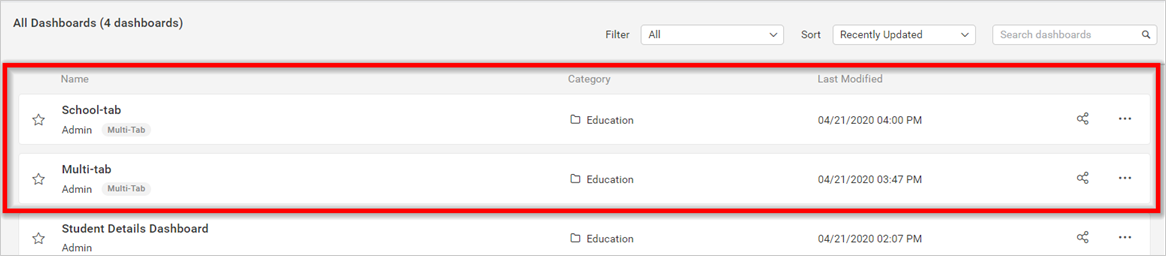 All Dashboards (4 dashboards)
Filter All Sort Recently Updated Search dashboards
Name Category Last Modified
School-tab
Admin Multi-Tab Education 04/21/2020 04:00 PM
Multi-tab
Admin Multi-Tab Education 04/21/2020 03:47 PM
Student Details Dashboard
Education 04/21/2020 02:07 PM
Admin